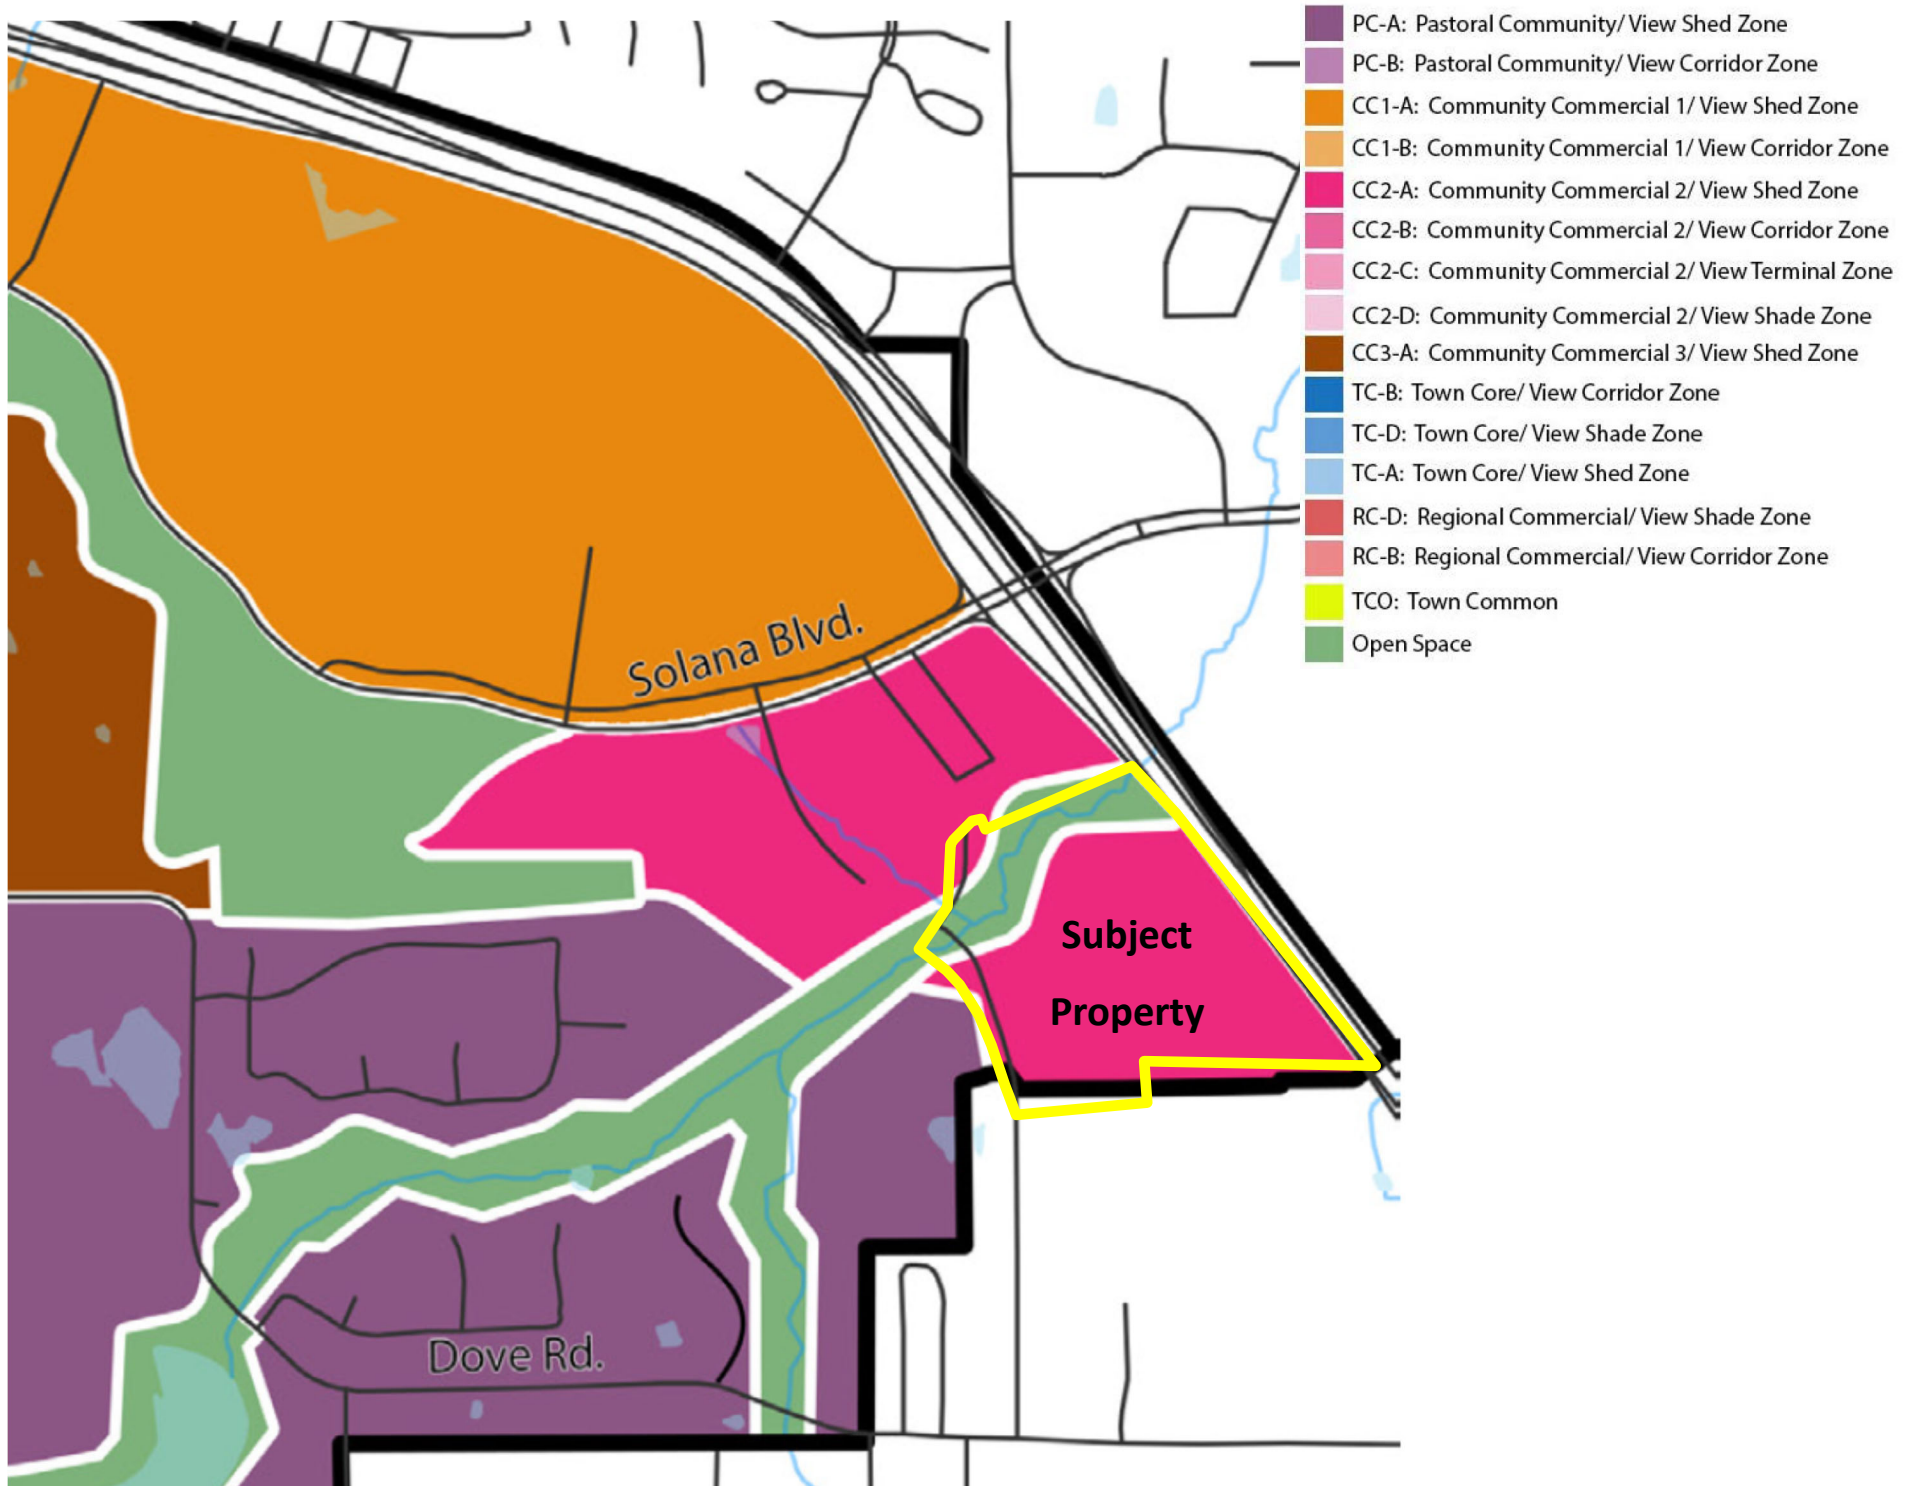 PC-A: Pastoral Community/ View Shed Zone
PC-B: Pastoral Community/ View Corridor Zone
CC1-A: Community Commercial 1/ View Shed Zone
CC1-B: Community Commercial 1/ View Corridor Zone
CC2-A: Community Commercial 2/ View Shed Zone
CC2-B: Community Commercial 2/ View Corridor Zone
CC2-C: Community Commercial 2/ View Terminal Zone
CC2-D: Community Commercial 2/ View Shade Zone
CC3-A: Community Commercial 3/ View Shed Zone
TC-B: Town Core/ View Corridor Zone
TC-D: Town Core/ View Shade Zone
TC-A: Town Core/ View Shed Zone
RC-D: Regional Commercial/ View Shade Zone
RC-B: Regional Commercial/ View Corridor Zone
TCO: Town Common
Open Space
Solana Blvd.
Subject
Property
Dove Rd.